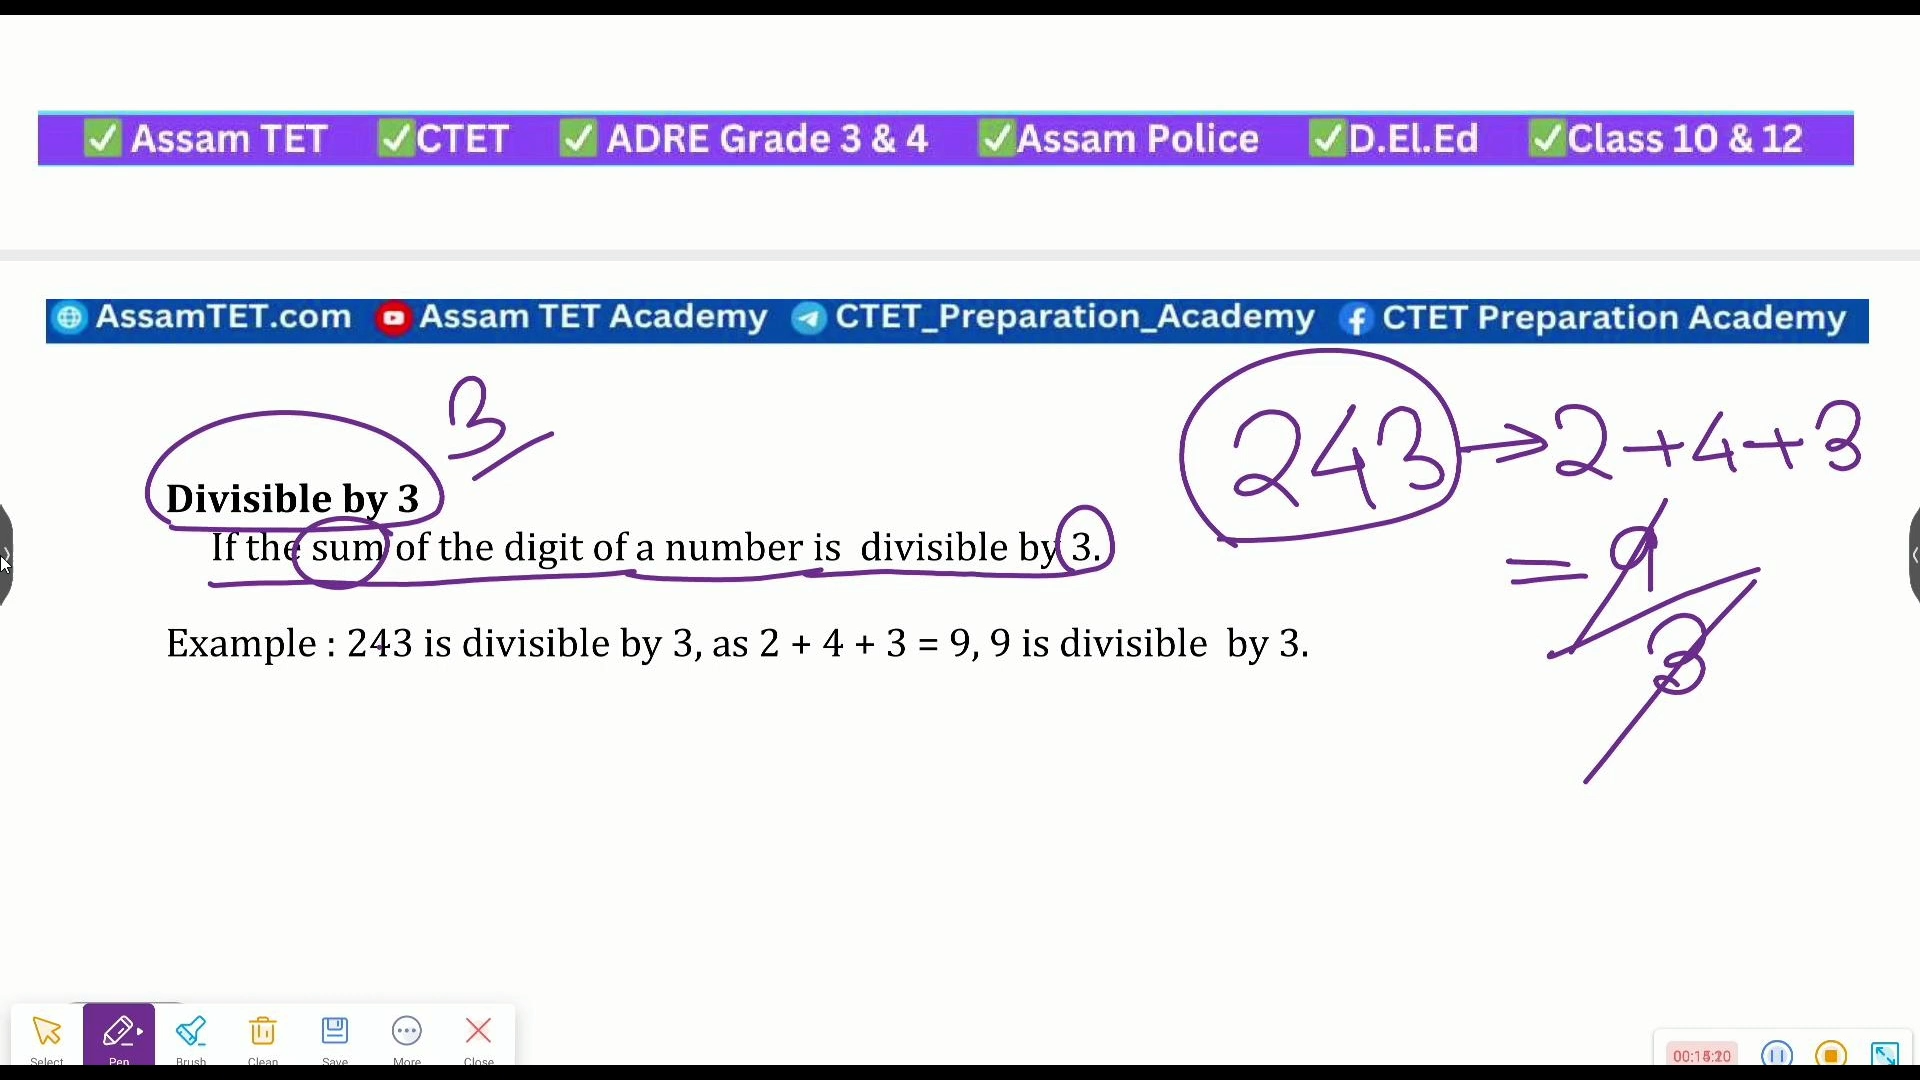 ✅ Assam TET ✅CTET ✅ ADRE Grade 3 & 4 ✅Assam Police ✅D.El.Ed ✅Class 10 & 12
AssamTET.com Assam TET Academy CTET_Preparation_Academy CTET Preparation Academy
3
243 → 2+4+3
Divisible by 3
If the sum of the digit of a number is divisible by 3.
= 9
3
Example : 243 is divisible by 3, as 2 + 4 + 3 = 9, 9 is divisible by 3.
Select Pen Brush Clean Save More Close